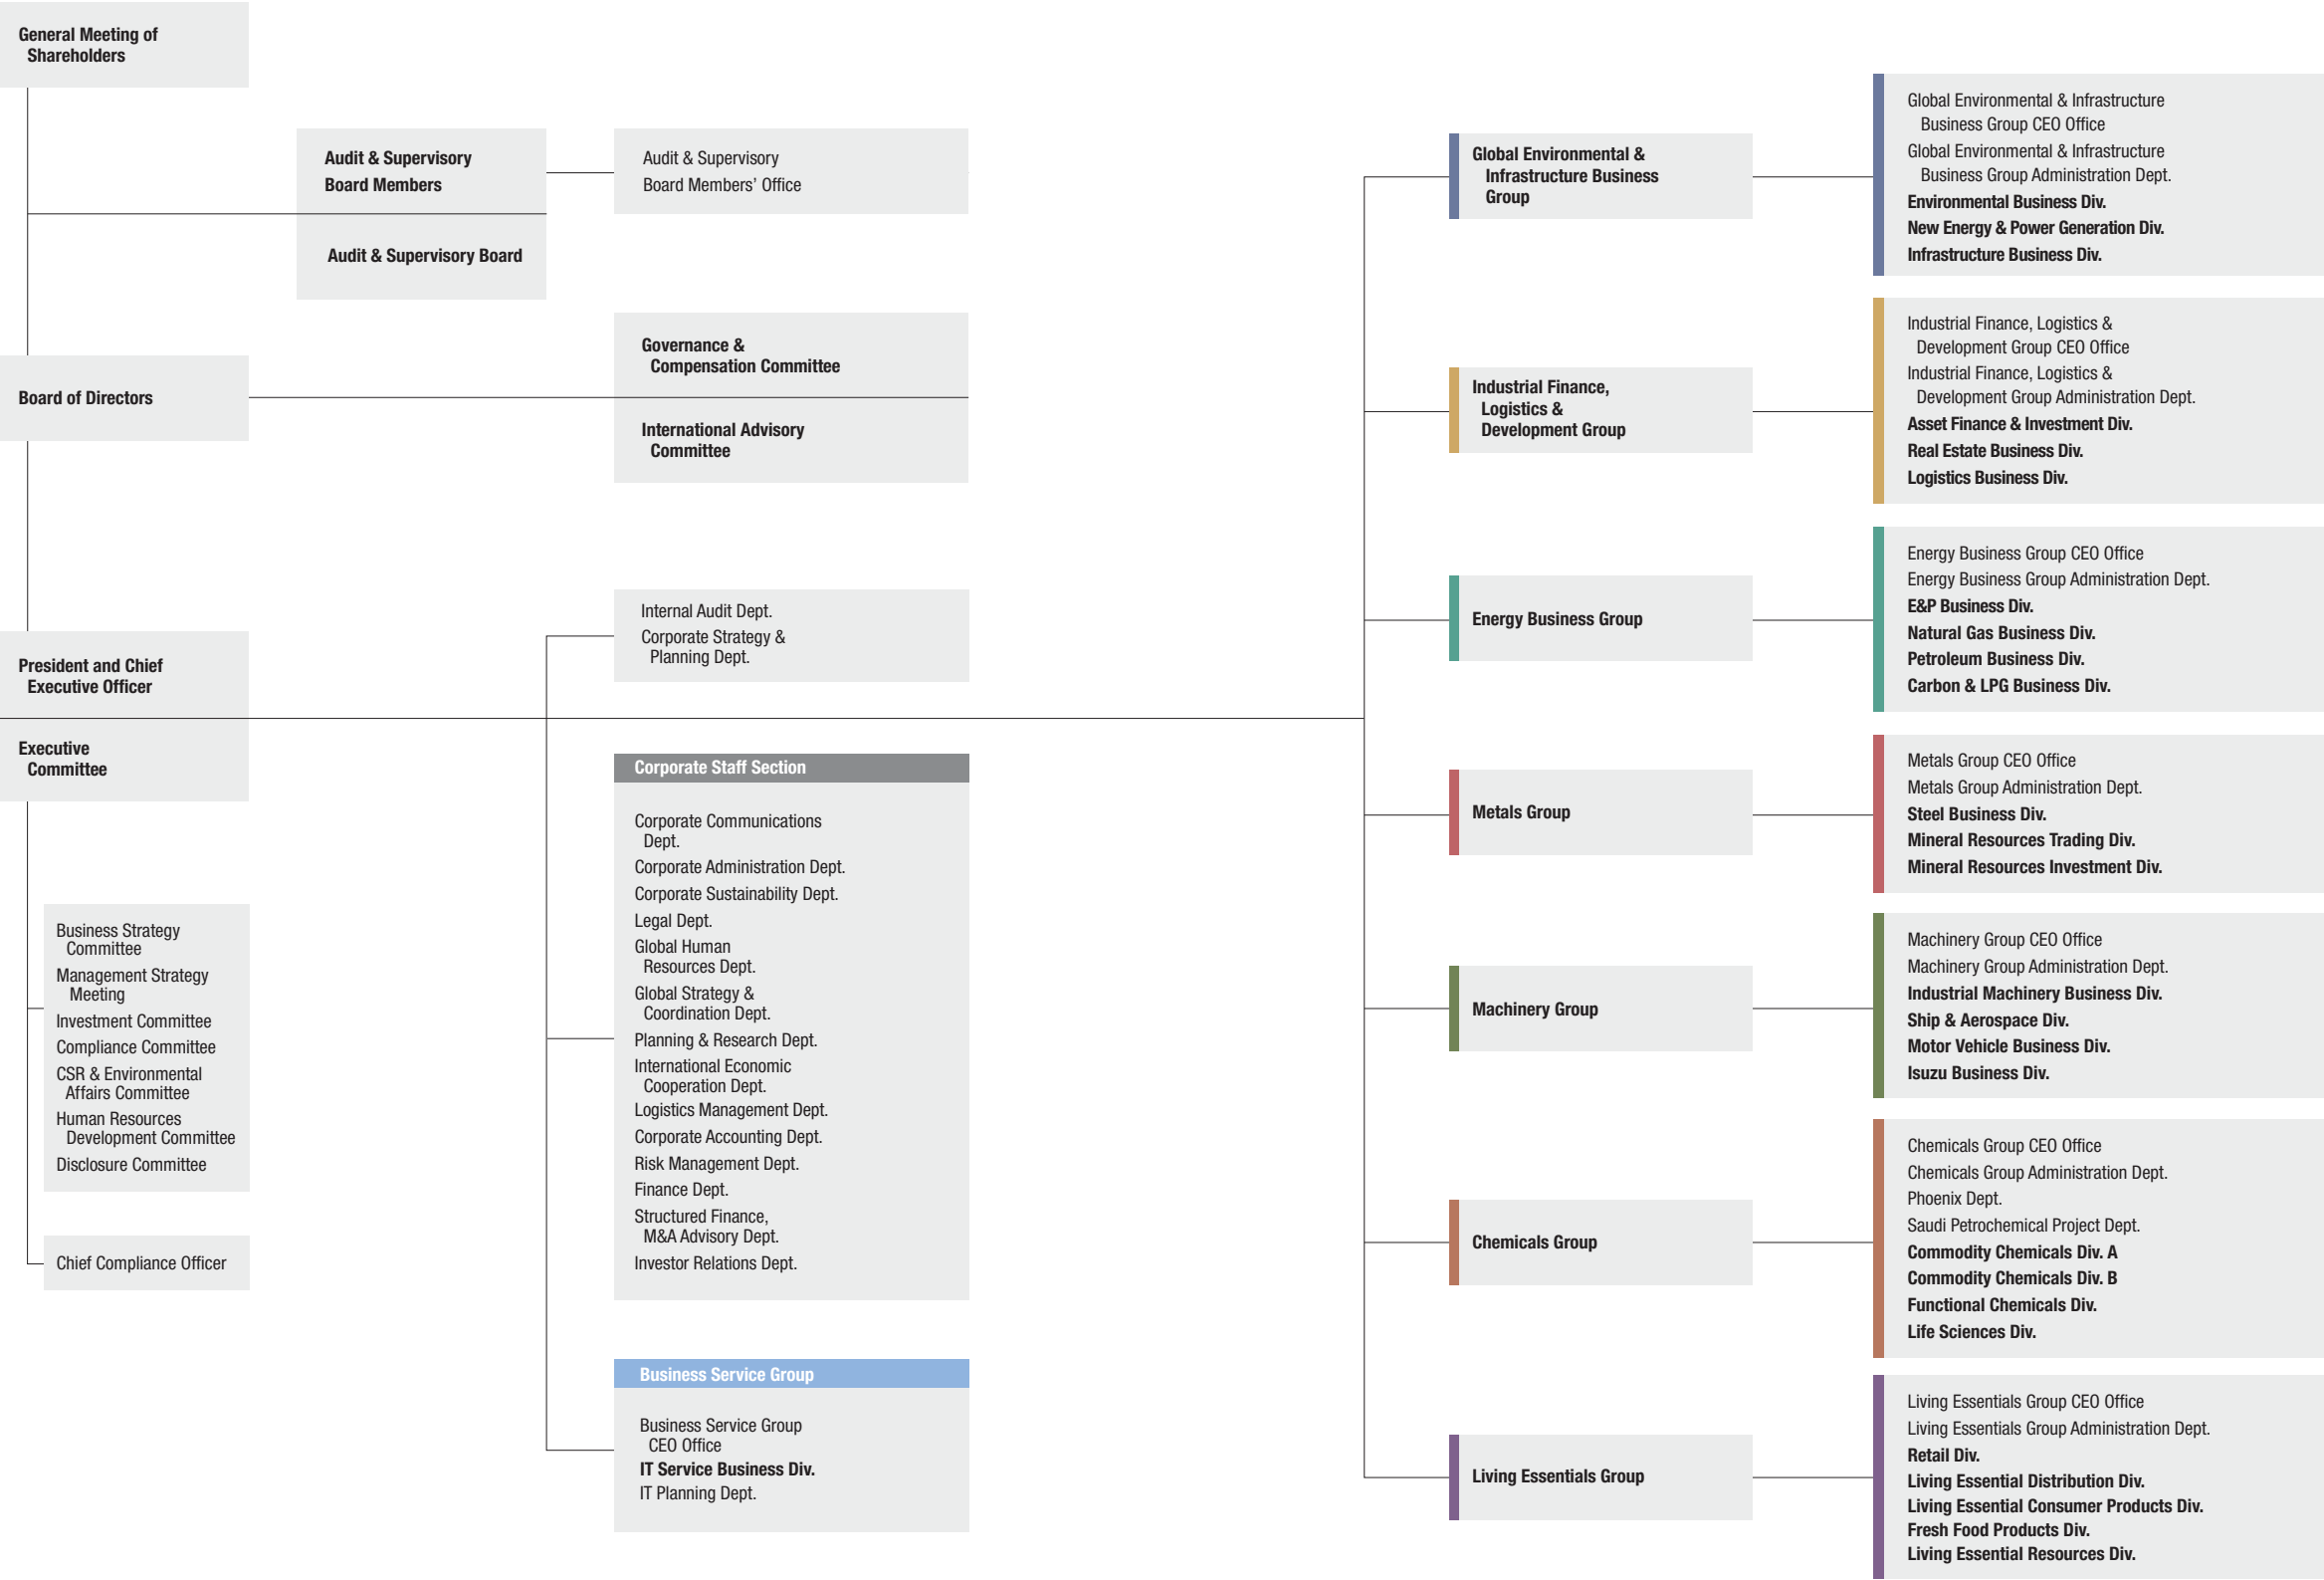 General Meeting of
Shareholders
Audit & Supervisory
Board Members
Audit & Supervisory Board
Audit & Supervisory
Board Members’ Office
Board of Directors
Governance &
Compensation Committee
International Advisory
Committee
President and Chief
Executive Officer
Executive
Committee
Business Strategy
Committee
Management Strategy
Meeting
Investment Committee
Compliance Committee
CSR & Environmental
Affairs Committee
Human Resources
Development Committee
Disclosure Committee
Chief Compliance Officer
Internal Audit Dept.
Corporate Strategy &
Planning Dept.
Corporate Staff Section
Corporate Communications
Dept.
Corporate Administration Dept.
Corporate Sustainability Dept.
Legal Dept.
Global Human
Resources Dept.
Global Strategy &
Coordination Dept.
Planning & Research Dept.
International Economic
Cooperation Dept.
Logistics Management Dept.
Corporate Accounting Dept.
Risk Management Dept.
Finance Dept.
Structured Finance,
M&A Advisory Dept.
Investor Relations Dept.
Business Service Group
Business Service Group
CEO Office
IT Service Business Div.
IT Planning Dept.
Global Environmental &
Infrastructure Business
Group
Global Environmental & Infrastructure
Business Group CEO Office
Global Environmental & Infrastructure
Business Group Administration Dept.
Environmental Business Div.
New Energy & Power Generation Div.
Infrastructure Business Div.
Industrial Finance,
Logistics &
Development Group
Industrial Finance, Logistics &
Development Group CEO Office
Industrial Finance, Logistics &
Development Group Administration Dept.
Asset Finance & Investment Div.
Real Estate Business Div.
Logistics Business Div.
Energy Business Group
Energy Business Group CEO Office
Energy Business Group Administration Dept.
E&P Business Div.
Natural Gas Business Div.
Petroleum Business Div.
Carbon & LPG Business Div.
Metals Group
Metals Group CEO Office
Metals Group Administration Dept.
Steel Business Div.
Mineral Resources Trading Div.
Mineral Resources Investment Div.
Machinery Group
Machinery Group CEO Office
Machinery Group Administration Dept.
Industrial Machinery Business Div.
Ship & Aerospace Div.
Motor Vehicle Business Div.
Isuzu Business Div.
Chemicals Group
Chemicals Group CEO Office
Chemicals Group Administration Dept.
Phoenix Dept.
Saudi Petrochemical Project Dept.
Commodity Chemicals Div. A
Commodity Chemicals Div. B
Functional Chemicals Div.
Life Sciences Div.
Living Essentials Group
Living Essentials Group CEO Office
Living Essentials Group Administration Dept.
Retail Div.
Living Essential Distribution Div.
Living Essential Consumer Products Div.
Fresh Food Products Div.
Living Essential Resources Div.